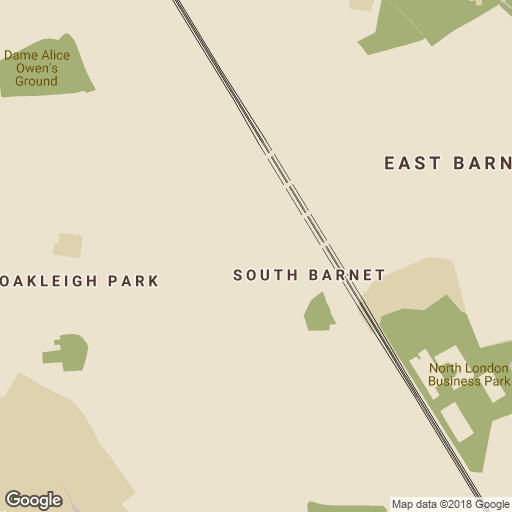 Dame Alice
Owen's
Ground
EAST BARN
SOUTH BARNET
OAKLEIGH PARK
North London
Business Park
Google
Map data ©2018 Google